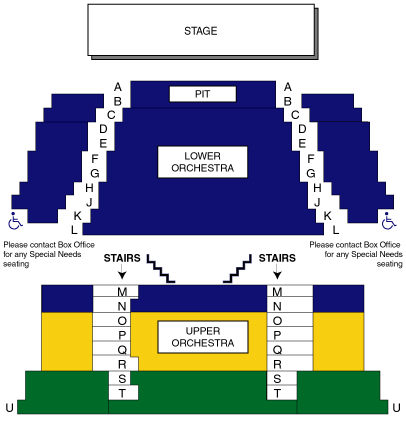 STAGE
A A
PIT
B B
C C
D D
E E
LOWER
ORCHESTRA
F F
G G
H H
J J
K K
L L
Please contact Box Office
for any Special Needs
seating
Please contact Box Office
for any Special Needs
seating
STAIRS STAIRS
M M
N N
O O
P P
UPPER
ORCHESTRA
Q Q
R R
S S
T T
U U